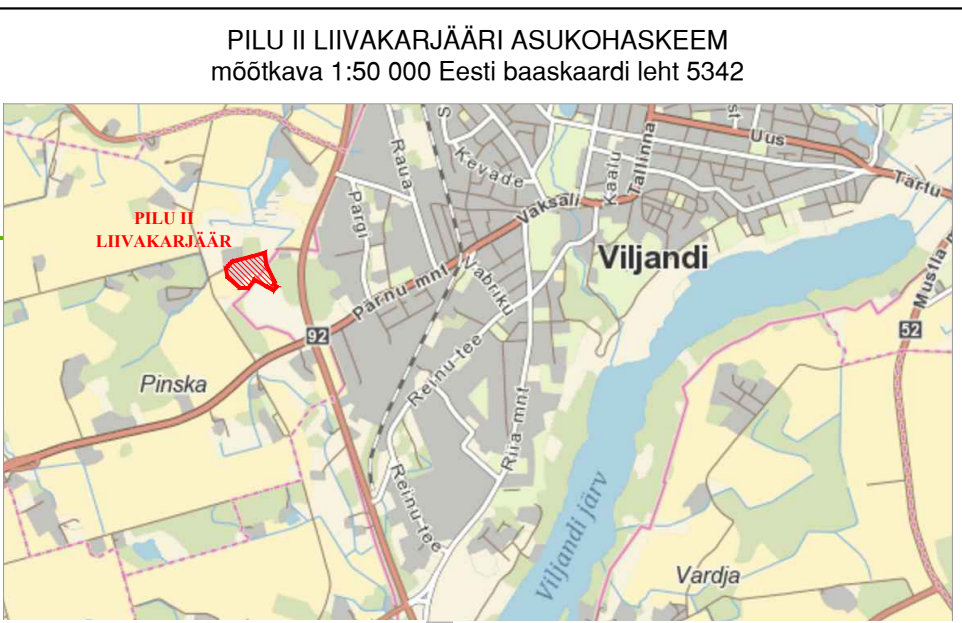 PILU II LIIVAKARJÄÄRI ASUKOHASKEEM
mõõtkava 1:50 000 Eesti baaskaardi leht 5342
S
Kevade
Raua
Pargi
Kaalu
Tallinna
st
Uus
Tartu
Vaksali
PILU II
LIIVAKARJÄÄR
Viljandi
Pärnu mnt
Vabriku
Mustla
92
52
Reinu tee
Pinska
Riia mnt
Reinu tee
Viljandi järv
Vardja